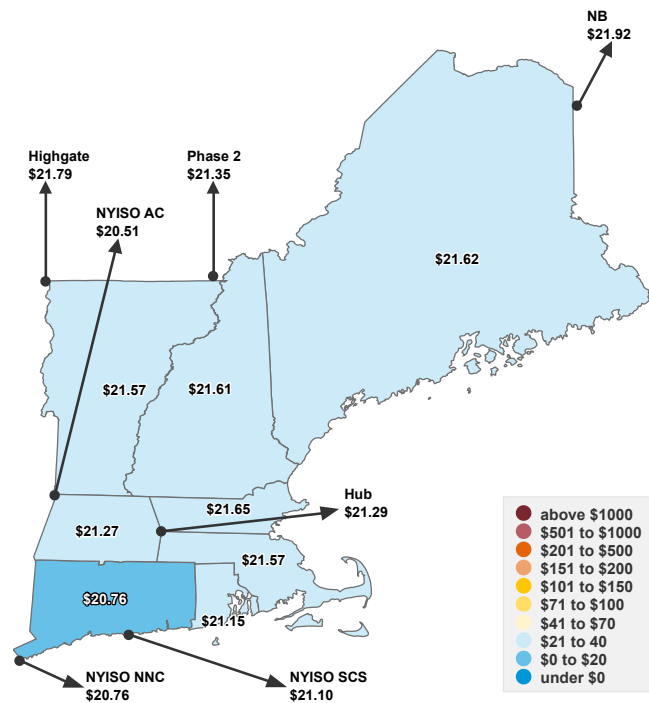 NB
$21.92
Highgate
$21.79
Phase 2
$21.35
NYISO AC
$20.51
$21.62
$21.57
$21.61
Hub
$21.29
$21.65
$21.27
$21.57
$20.76
$21.15
NYISO NNC
$20.76
NYISO SCS
$21.10
above $1000
$501 to $1000
$201 to $500
$151 to $200
$101 to $150
$71 to $100
$41 to $70
$21 to 40
$0 to $20
under $0